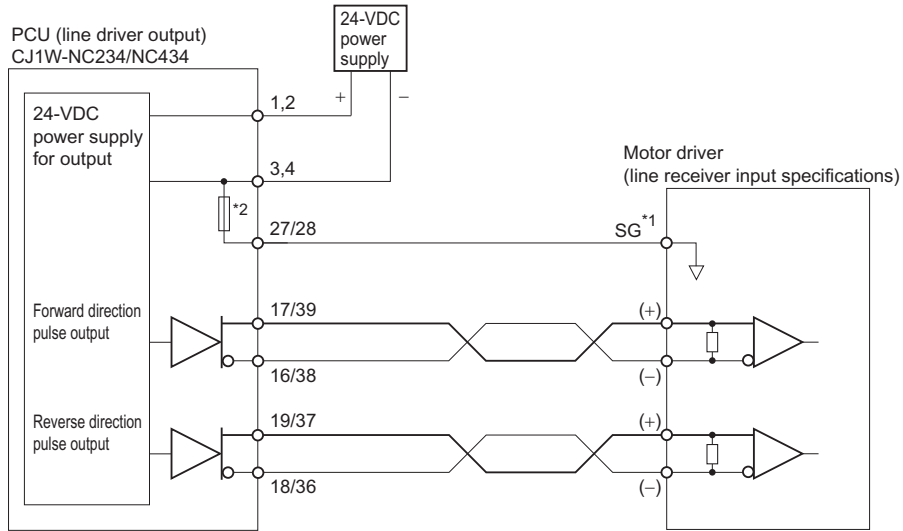 PCU (line driver output)
CJ1W-NC234/NC434
24-VDC
power
supply
+
−
1,2
24-VDC
power supply
for output
3,4
*2
27/28
Motor driver
(line receiver input specifications)
SG*1
Forward direction
pulse output
17/39
(+)
16/38
(−)
Reverse direction
pulse output
19/37
(+)
18/36
(−)